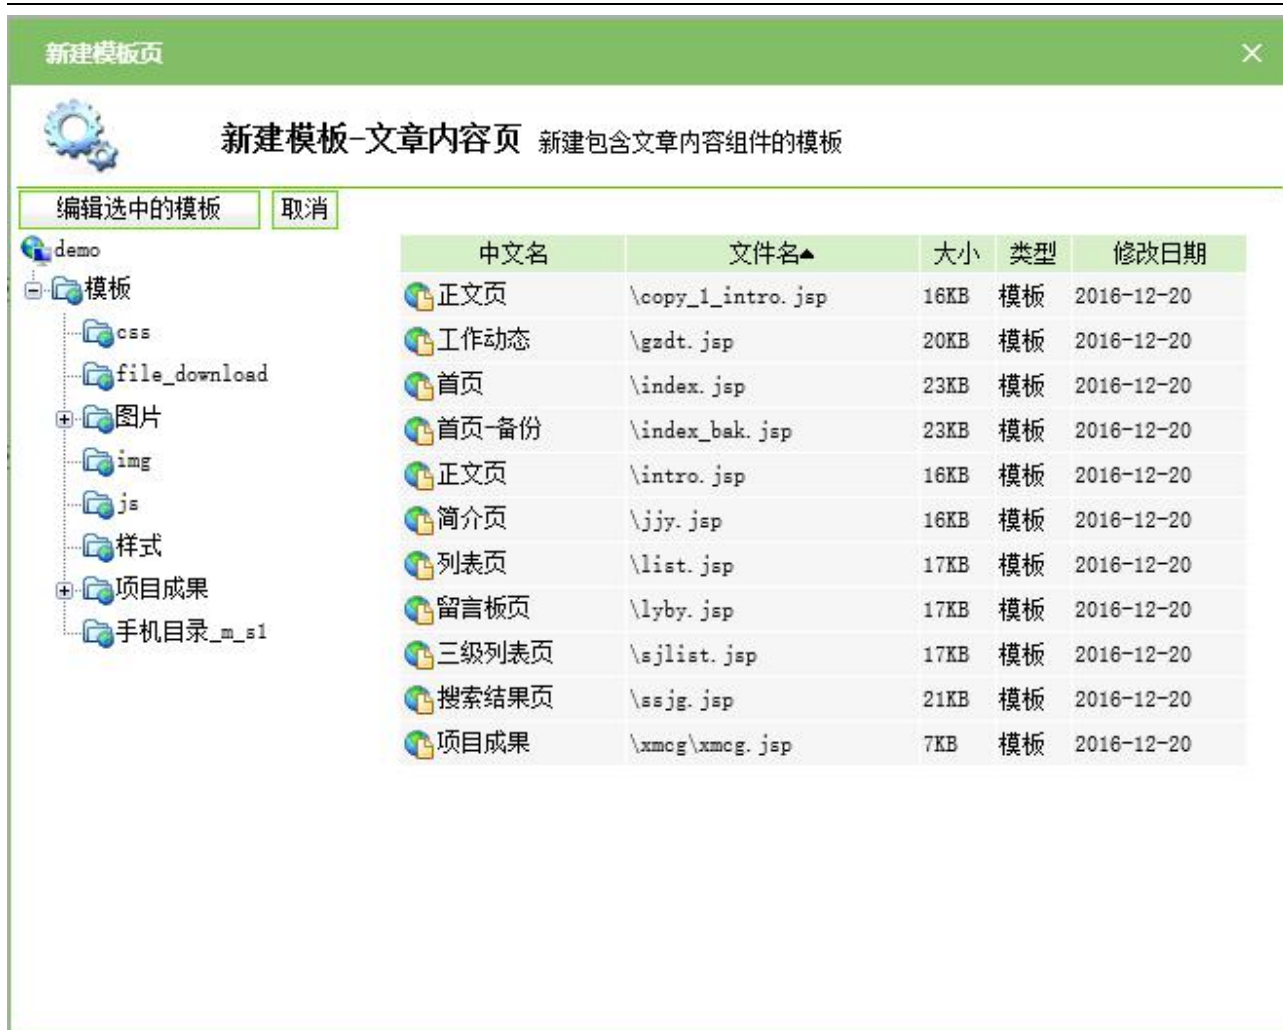 新建模板页
新建模板-文章内容页 新建包含文章内容组件的模板
编辑选中的模板 取消
demo
模板
css
file_download
图片
img
js
样式
项目成果
手机目录_m_s1
中文名 文件名▲ 大小 类型 修改日期
正文页 \copy_1_intro.jsp 16KB 模板 2016-12-20
工作动态 \gzdt.jsp 20KB 模板 2016-12-20
首页 \index.jsp 23KB 模板 2016-12-20
首页-备份 \index_bak.jsp 23KB 模板 2016-12-20
正文页 \intro.jsp 16KB 模板 2016-12-20
简介页 \jjy.jsp 16KB 模板 2016-12-20
列表页 \list.jsp 17KB 模板 2016-12-20
留言板页 \lyby.jsp 17KB 模板 2016-12-20
三级列表页 \sjlist.jsp 17KB 模板 2016-12-20
搜索结果页 \ssjg.jsp 21KB 模板 2016-12-20
项目成果 \xmcg\xmcg.jsp 7KB 模板 2016-12-20